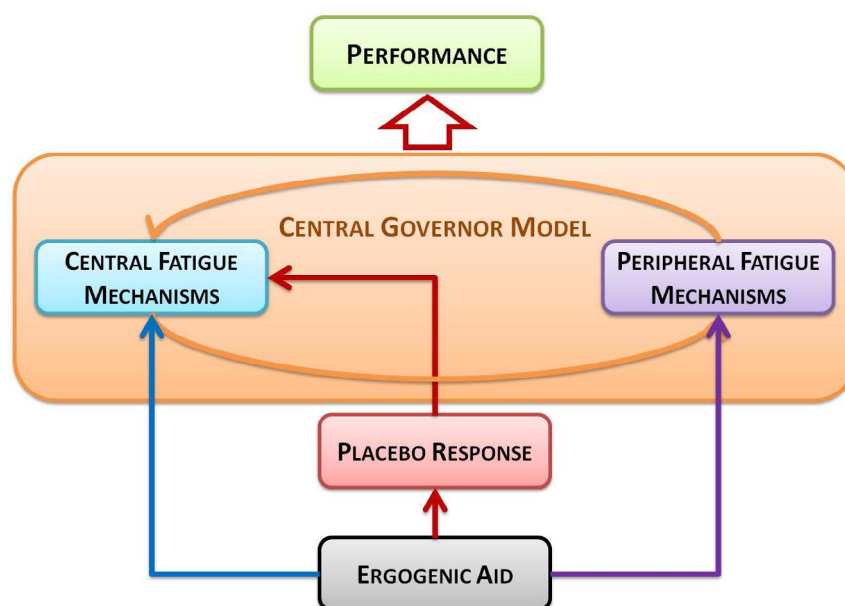 PERFORMANCE
CENTRAL GOVERNOR MODEL
CENTRAL FATIGUE
MECHANISMS
PERIPHERAL FATIGUE
MECHANISMS
PLACEBO RESPONSE
ERGOGENIC AID